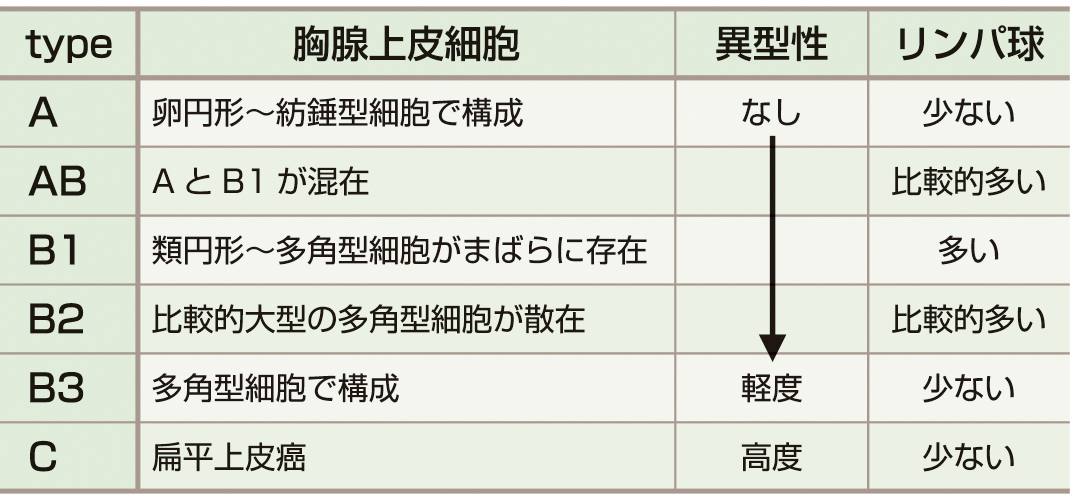 type 胸腺上皮細胞 異型性 リンパ球
A 卵円形〜紡錘型細胞で構成 なし 少ない
AB AとB1が混在 比較的多い
B1 類円形〜多角型細胞がまばらに存在 多い
B2 比較的大型の多角型細胞が散在 比較的多い
B3 多角型細胞で構成 軽度 少ない
C 扁平上皮癌 高度 少ない